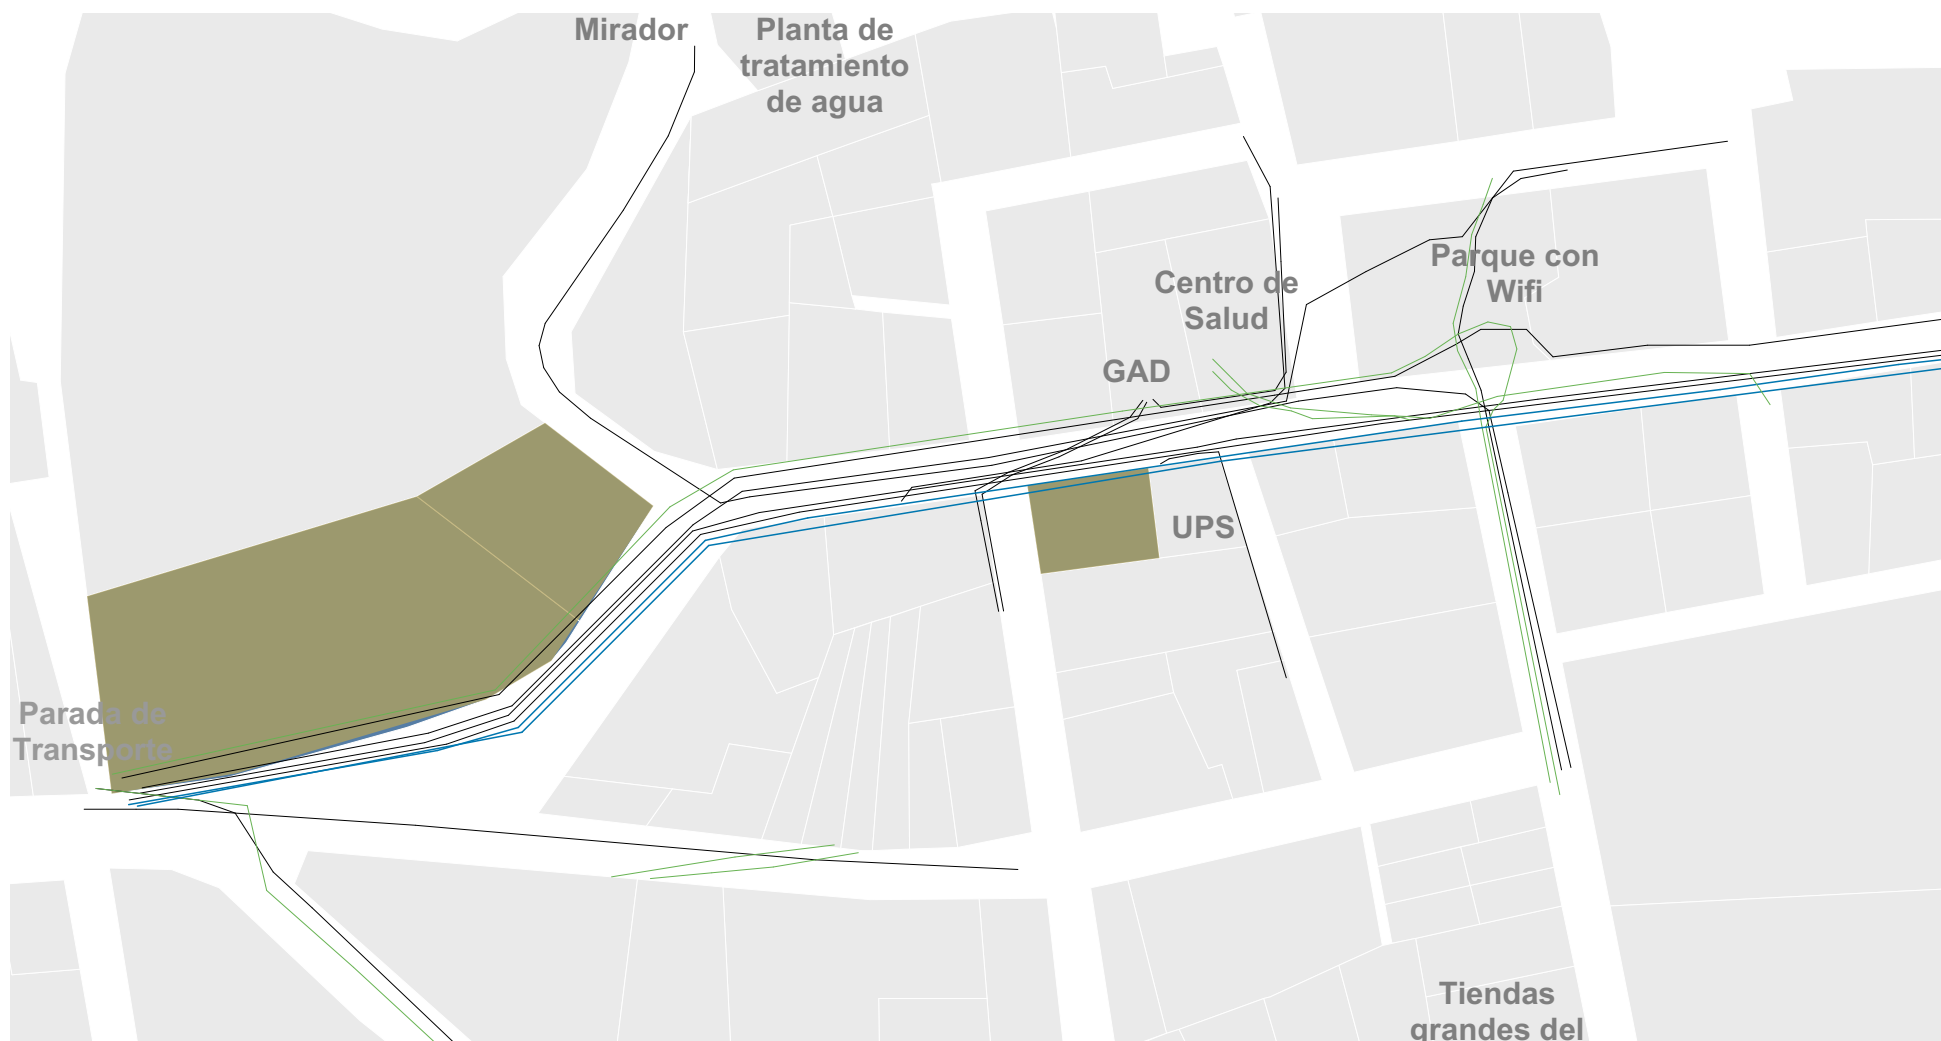 Mirador
Planta de
tratamiento
de agua
Parque con
Wifi
Centro de
Salud
GAD
UPS
Parada de
Transporte
Tiendas
grandes del